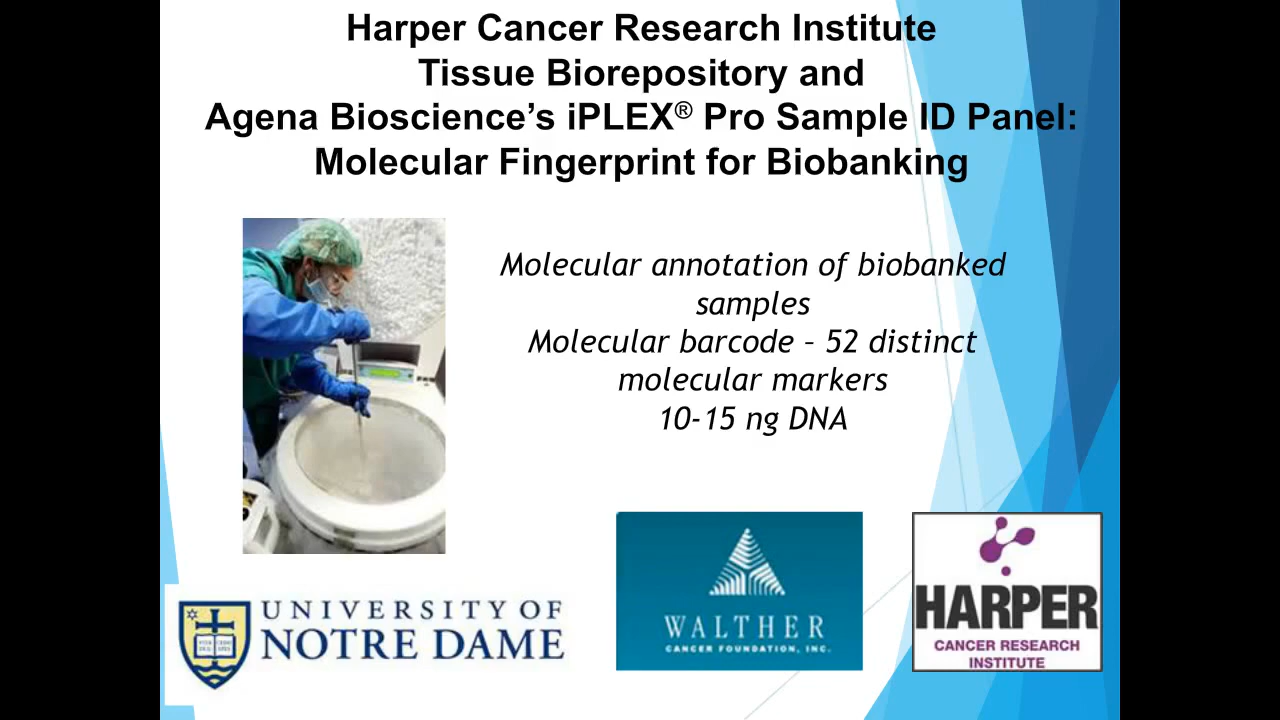 Harper Cancer Research Institute
Tissue Biorepository and
Agena Bioscience’s iPLEX® Pro Sample ID Panel:
Molecular Fingerprint for Biobanking
Molecular annotation of biobanked
samples
Molecular barcode – 52 distinct
molecular markers
10-15 ng DNA
UNIVERSITY OF
NOTRE DAME
WALTHER
CANCER FOUNDATION, INC.
HARPER
CANCER RESEARCH
INSTITUTE